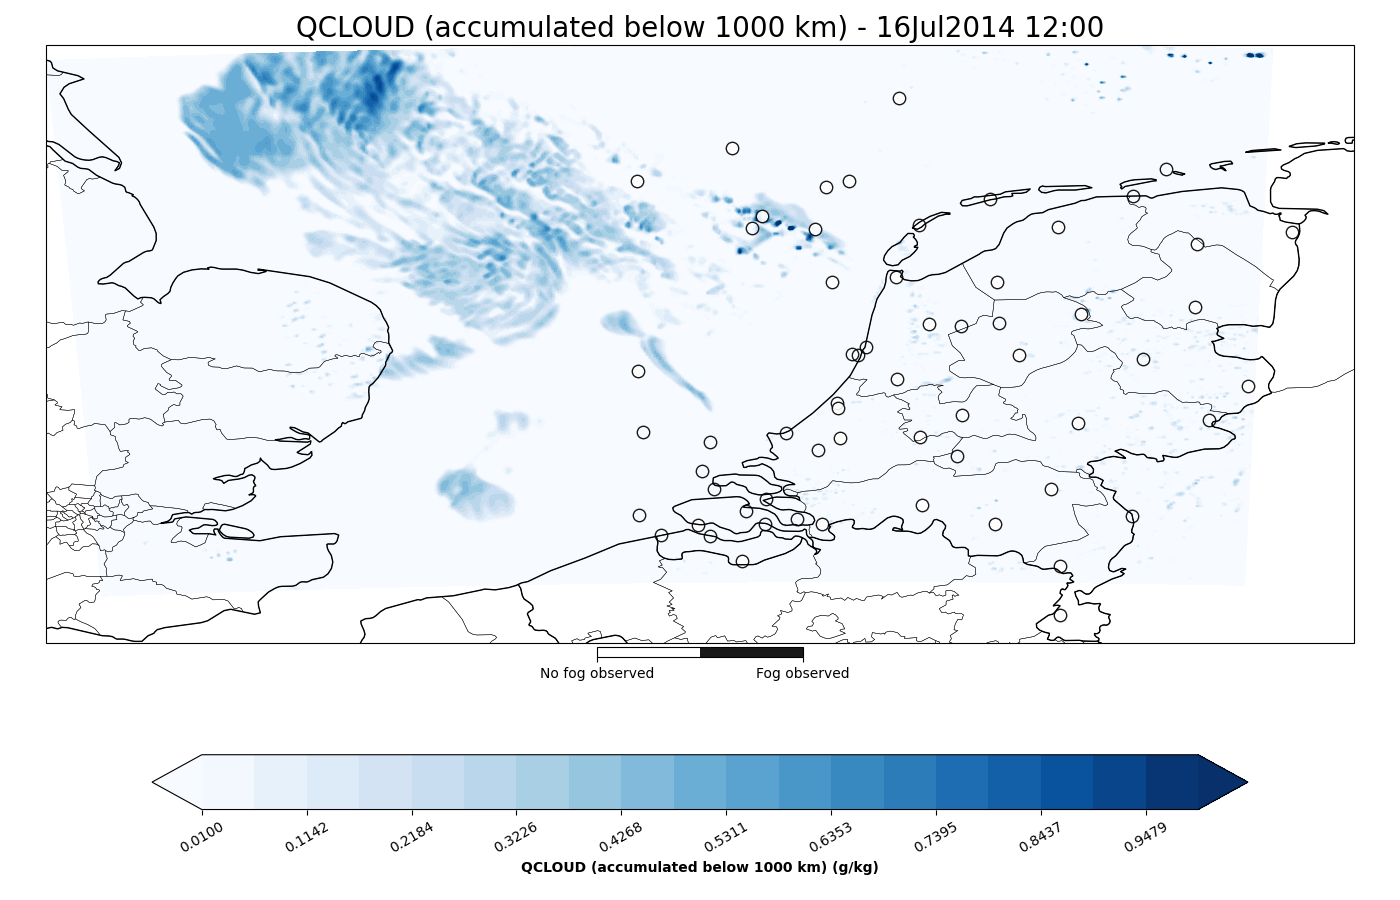 QCLOUD (accumulated below 1000 km) - 16Jul2014 12:00
No fog observed
Fog observed
0.0100
0.1142
0.2184
0.3226
0.4268
0.5311
0.6353
0.7395
0.8437
0.9479
QCLOUD (accumulated below 1000 km) (g/kg)